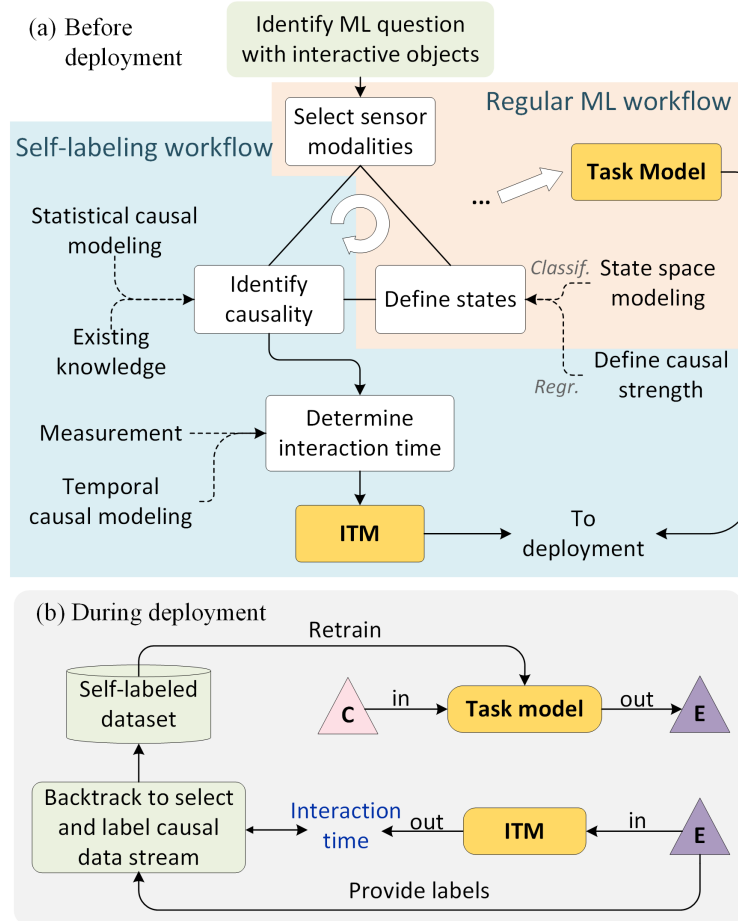 (a) Before
deployment
Identify ML question
with interactive objects
Regular ML workflow
Select sensor
modalities
Self-labeling workflow
...
Task Model
Statistical causal
modeling
Identify
causality
Define states
Classif.
State space
modeling
Existing
knowledge
Regr.
Define causal
strength
Determine
interaction time
Measurement
Temporal
causal modeling
ITM
To
deployment
(b) During deployment
Retrain
Self-labeled
dataset
C
in
Task model
out
E
Backtrack to select
and label causal
data stream
Interaction
time
out
ITM
in
E
Provide labels